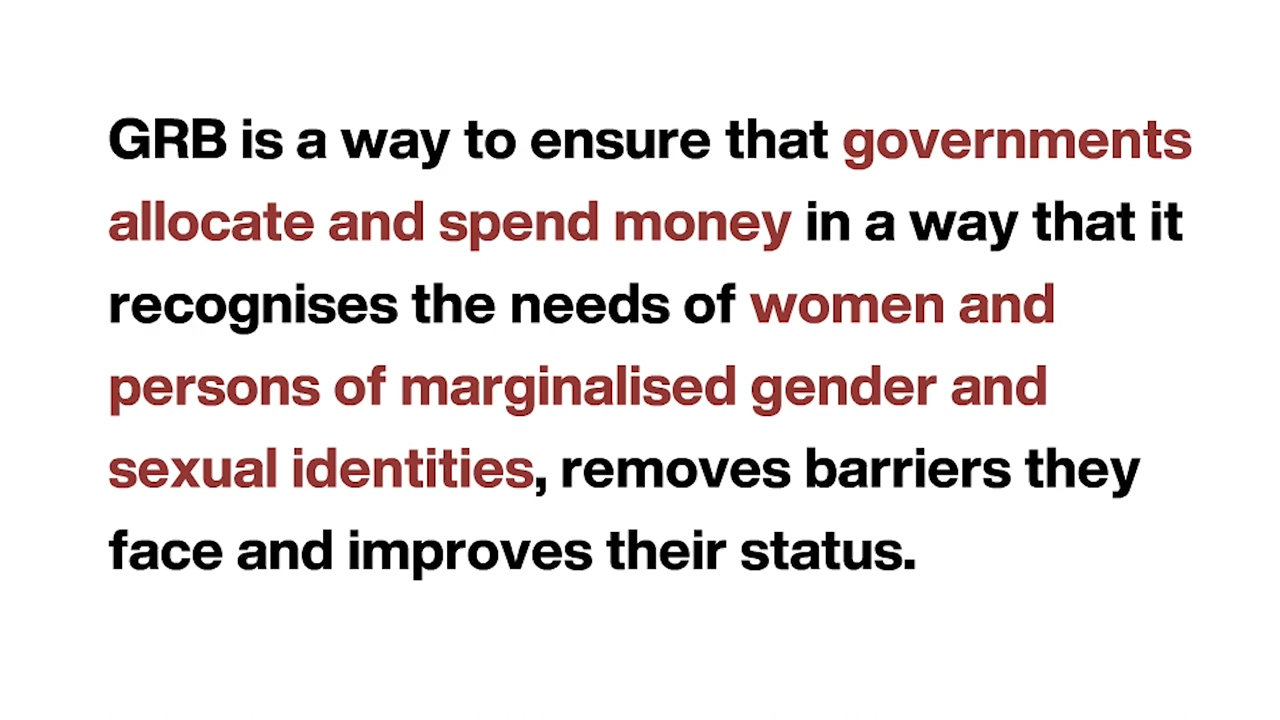 GRB is a way to ensure that governments
allocate and spend money in a way that it
recognises the needs of women and
persons of marginalised gender and
sexual identities, removes barriers they
face and improves their status.